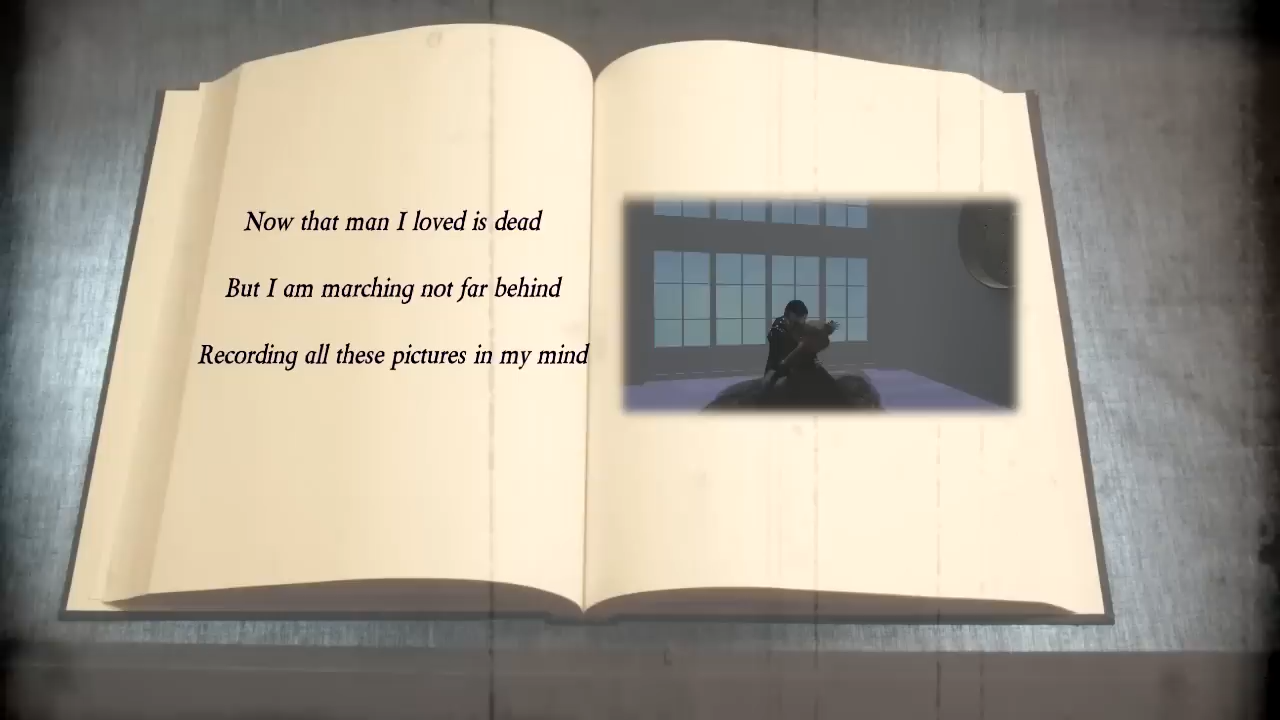 Now that man I loved is dead
But I am marching not far behind
Recording all these pictures in my mind